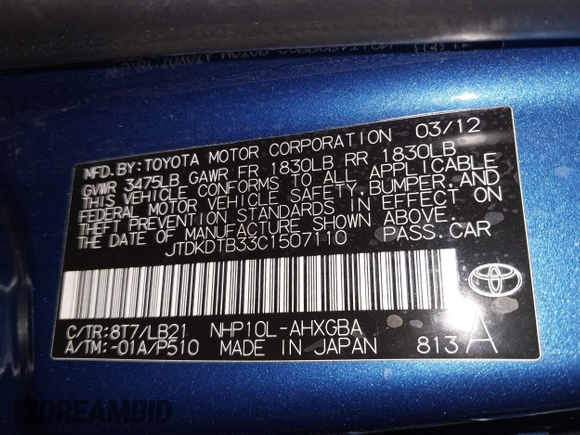 MFD. BY: TOYOTA MOTOR CORPORATION 03/12
GVWR 3475LB GAWR FR 1830LB RR 1830LB
THIS VEHICLE CONFORMS TO ALL APPLICABLE
FEDERAL MOTOR VEHICLE SAFETY, BUMPER, AND
THEFT PREVENTION STANDARDS IN EFFECT ON
THE DATE OF MANUFACTURE SHOWN ABOVE.
JTDKDTB33C1507110 PASS. CAR
C/TR: 8T7/LB21 NHP10L-AHXGBA
A/TM: -01A/P510 MADE IN JAPAN 813 A
DREAMBID